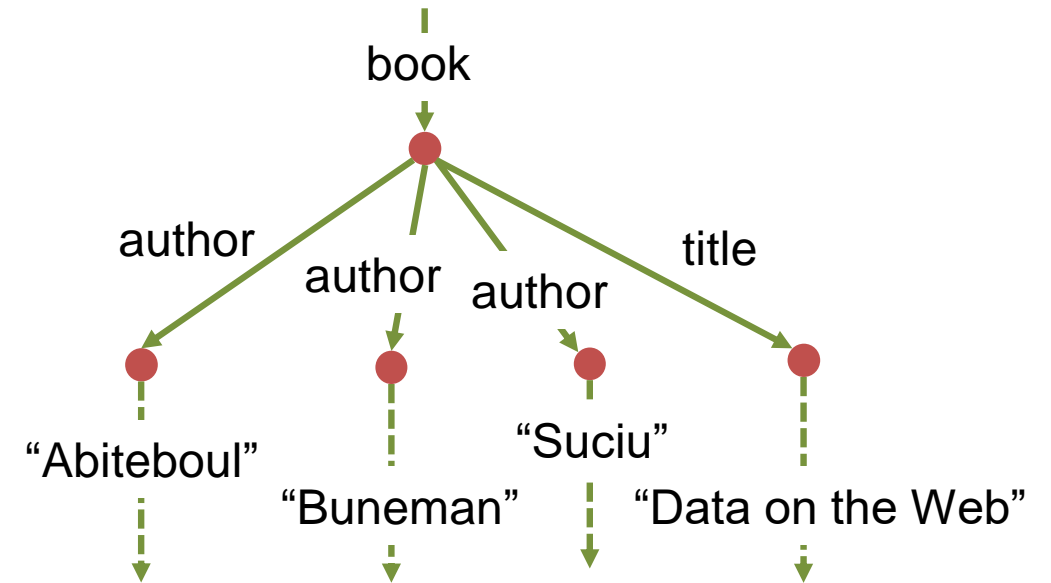 book
author
author
author
title
“Abiteboul”
“Buneman”
“Suciu”
“Data on the Web”